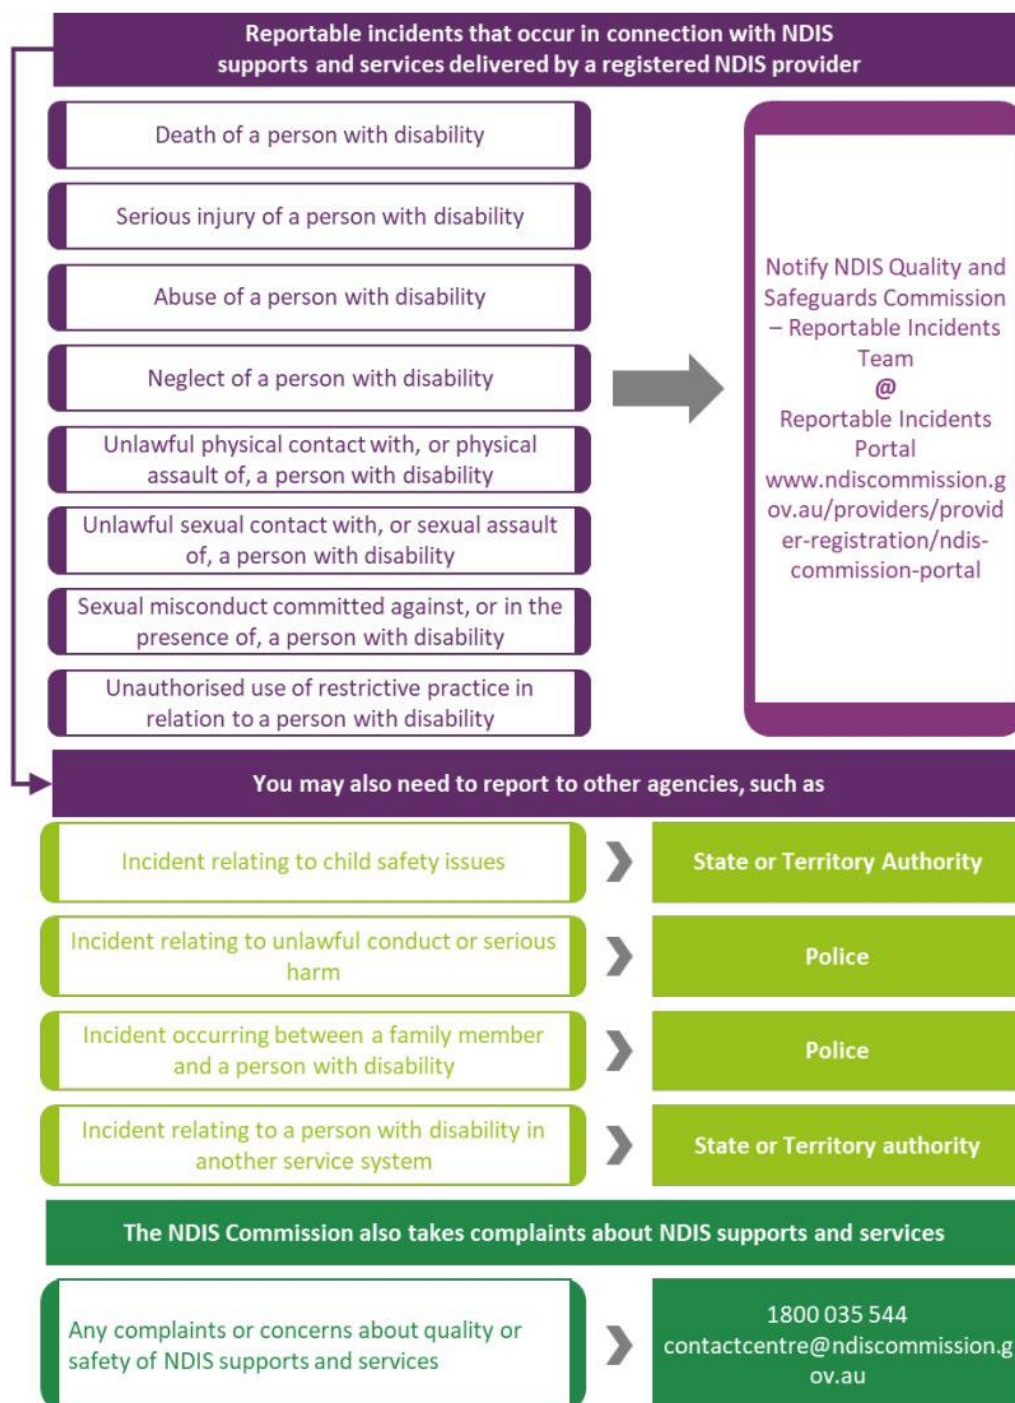 Reportable incidents that occur in connection with NDIS
supports and services delivered by a registered NDIS provider
Death of a person with disability
Serious injury of a person with disability
Abuse of a person with disability
Neglect of a person with disability
Unlawful physical contact with, or physical
assault of, a person with disability
Unlawful sexual contact with, or sexual assault
of, a person with disability
Sexual misconduct committed against, or in the
presence of, a person with disability
Unauthorised use of restrictive practice in
relation to a person with disability
Notify NDIS Quality and
Safeguards Commission
– Reportable Incidents
Team
@
Reportable Incidents
Portal
www.ndiscommission.g
ov.au/providers/provid
er-registration/ndis-
commission-portal
You may also need to report to other agencies, such as
Incident relating to child safety issues
State or Territory Authority
Incident relating to unlawful conduct or serious
harm
Police
Incident occurring between a family member
and a person with disability
Police
Incident relating to a person with disability in
another service system
State or Territory authority
The NDIS Commission also takes complaints about NDIS supports and services
Any complaints or concerns about quality or
safety of NDIS supports and services
1800 035 544
contactcentre@ndiscommission.g
ov.au